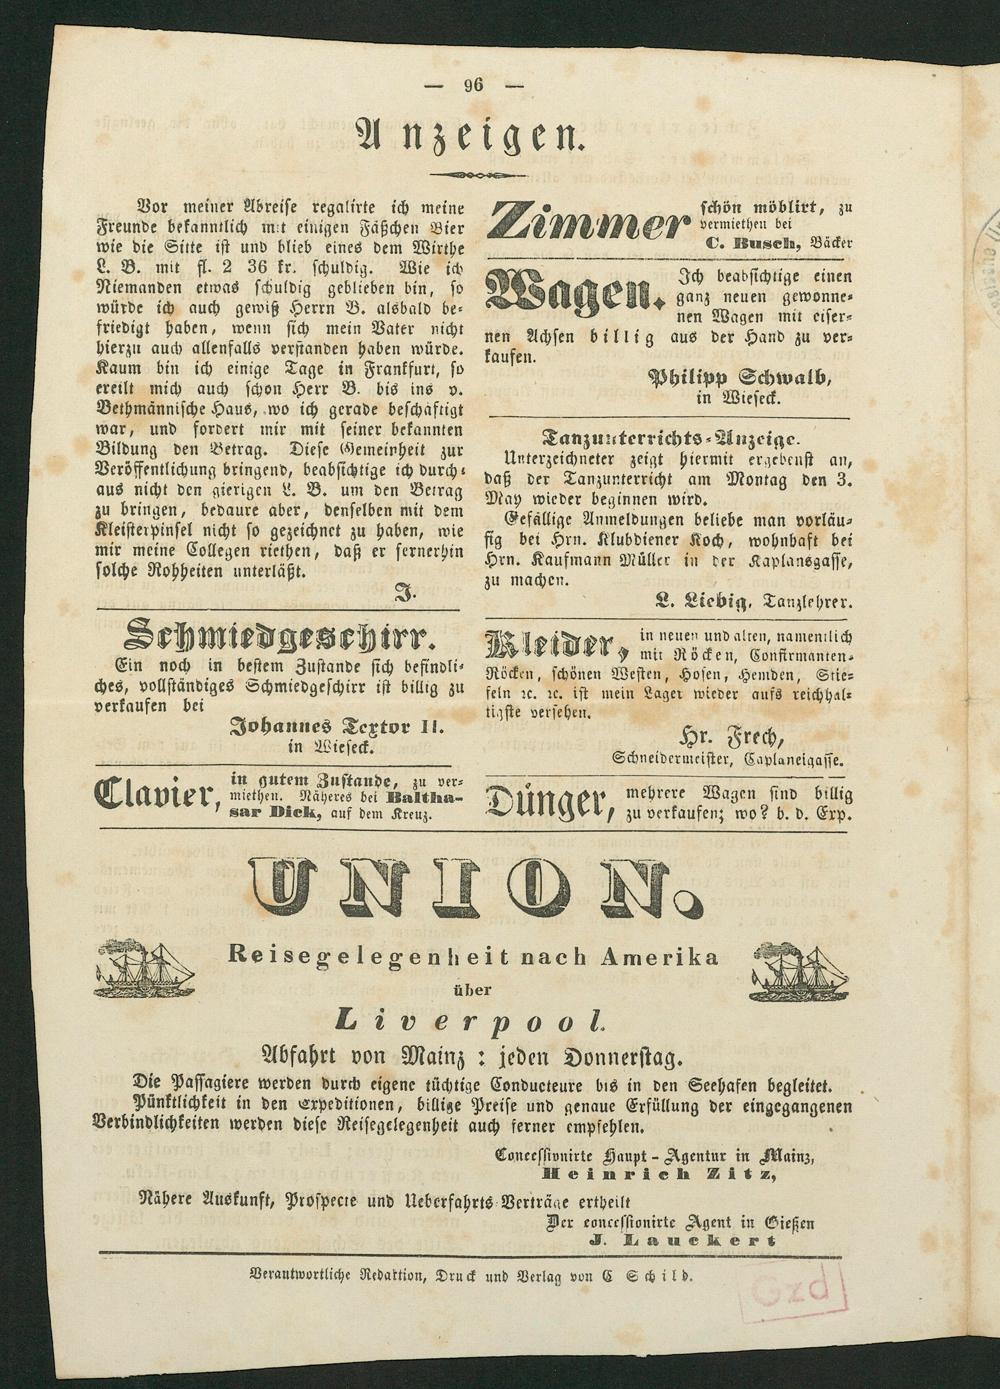 — 96 —
Anzeigen.
Vor meiner Abreise regalirte ich meine
Freunde bekanntlich mit einigen Fäßchen Bier
wie die Sitte ist und blieb eines dem Wirthe
L. B. mit fl. 2 36 kr. schuldig. Wie ich
Niemanden etwas schuldig geblieben bin, so
würde ich auch gewiß Herrn B. alsbald be-
friedigt haben, wenn sich mein Vater nicht
hierzu auch allenfalls verstanden haben würde.
Kaum bin ich einige Tage in Frankfurt, so
ereilt mich auch schon Herr B. bis ins v.
Bethmännische Haus, wo ich gerade beschäftigt
war, und fordert mir mit seiner bekannten
Bildung den Betrag. Diese Gemeinheit zur
Veröffentlichung bringend, beabsichtige ich durch-
aus nicht den gierigen L. B. um den Betrag
zu bringen, bedaure aber, denselben mit dem
Kleisterpinsel nicht so gezeichnet zu haben, wie
mir meine Collegen riethen, daß er fernerhin
solche Rohheiten unterläßt.
J.
Schmiedgeschirr.
Ein noch in bestem Zustande sich befindli-
ches, vollständiges Schmiedgeschirr ist billig zu
verkaufen bei
Johannes Textor II.
in Wieseck.
Clavier, in gutem Zustande, zu ver-
miethen. Näheres bei Baltha-
sar Dick, auf dem Kreuz.
Zimmer schön möblirt, zu
vermiethen bei
C. Busch, Bäcker
Wagen. Ich beabsichtige einen
ganz neuen gewonne-
nen Wagen mit eiser-
nen Achsen billig aus der Hand zu ver-
kaufen.
Philipp Schwalb,
in Wieseck.
Tanzunterrichts-Anzeige.
Unterzeichneter zeigt hiermit ergebenst an,
daß der Tanzunterricht am Montag den 3.
May wieder beginnen wird.
Gefällige Anmeldungen beliebe man vorläu-
fig bei Hrn. Klubdiener Koch, wohnhaft bei
Hrn. Kaufmann Müller in der Kaplansgasse,
zu machen.
L. Liebig, Tanzlehrer.
Kleider, in neuen und alten, namentlich
mit Röcken, Confirmanten-
Röcken, schönen Westen, Hosen, Hemden, Stie-
feln ꝛc. ꝛc. ist mein Lager wieder aufs reichhal-
tigste versehen.
Hr. Frech,
Schneidermeister, Caplaneigasse.
Dünger, mehrere Wagen sind billig
zu verkaufen; wo? b. d. Exp.
UNION.
Reisegelegenheit nach Amerika
über
Liverpool.
Abfahrt von Mainz: jeden Donnerstag.
Die Passagiere werden durch eigene tüchtige Conducteure bis in den Seehafen begleitet.
Pünktlichkeit in den Expeditionen, billige Preise und genaue Erfüllung der eingegangenen
Verbindlichkeiten werden diese Reisegelegenheit auch ferner empfehlen.
Concessionirte Haupt-Agentur in Mainz,
Heinrich Zitz,
Nähere Auskunft, Prospecte und Ueberfahrts-Verträge ertheilt
Der concessionirte Agent in Gießen
J. Lauckert
Verantwortliche Redaktion, Druck und Verlag von C Schild.
Gzd